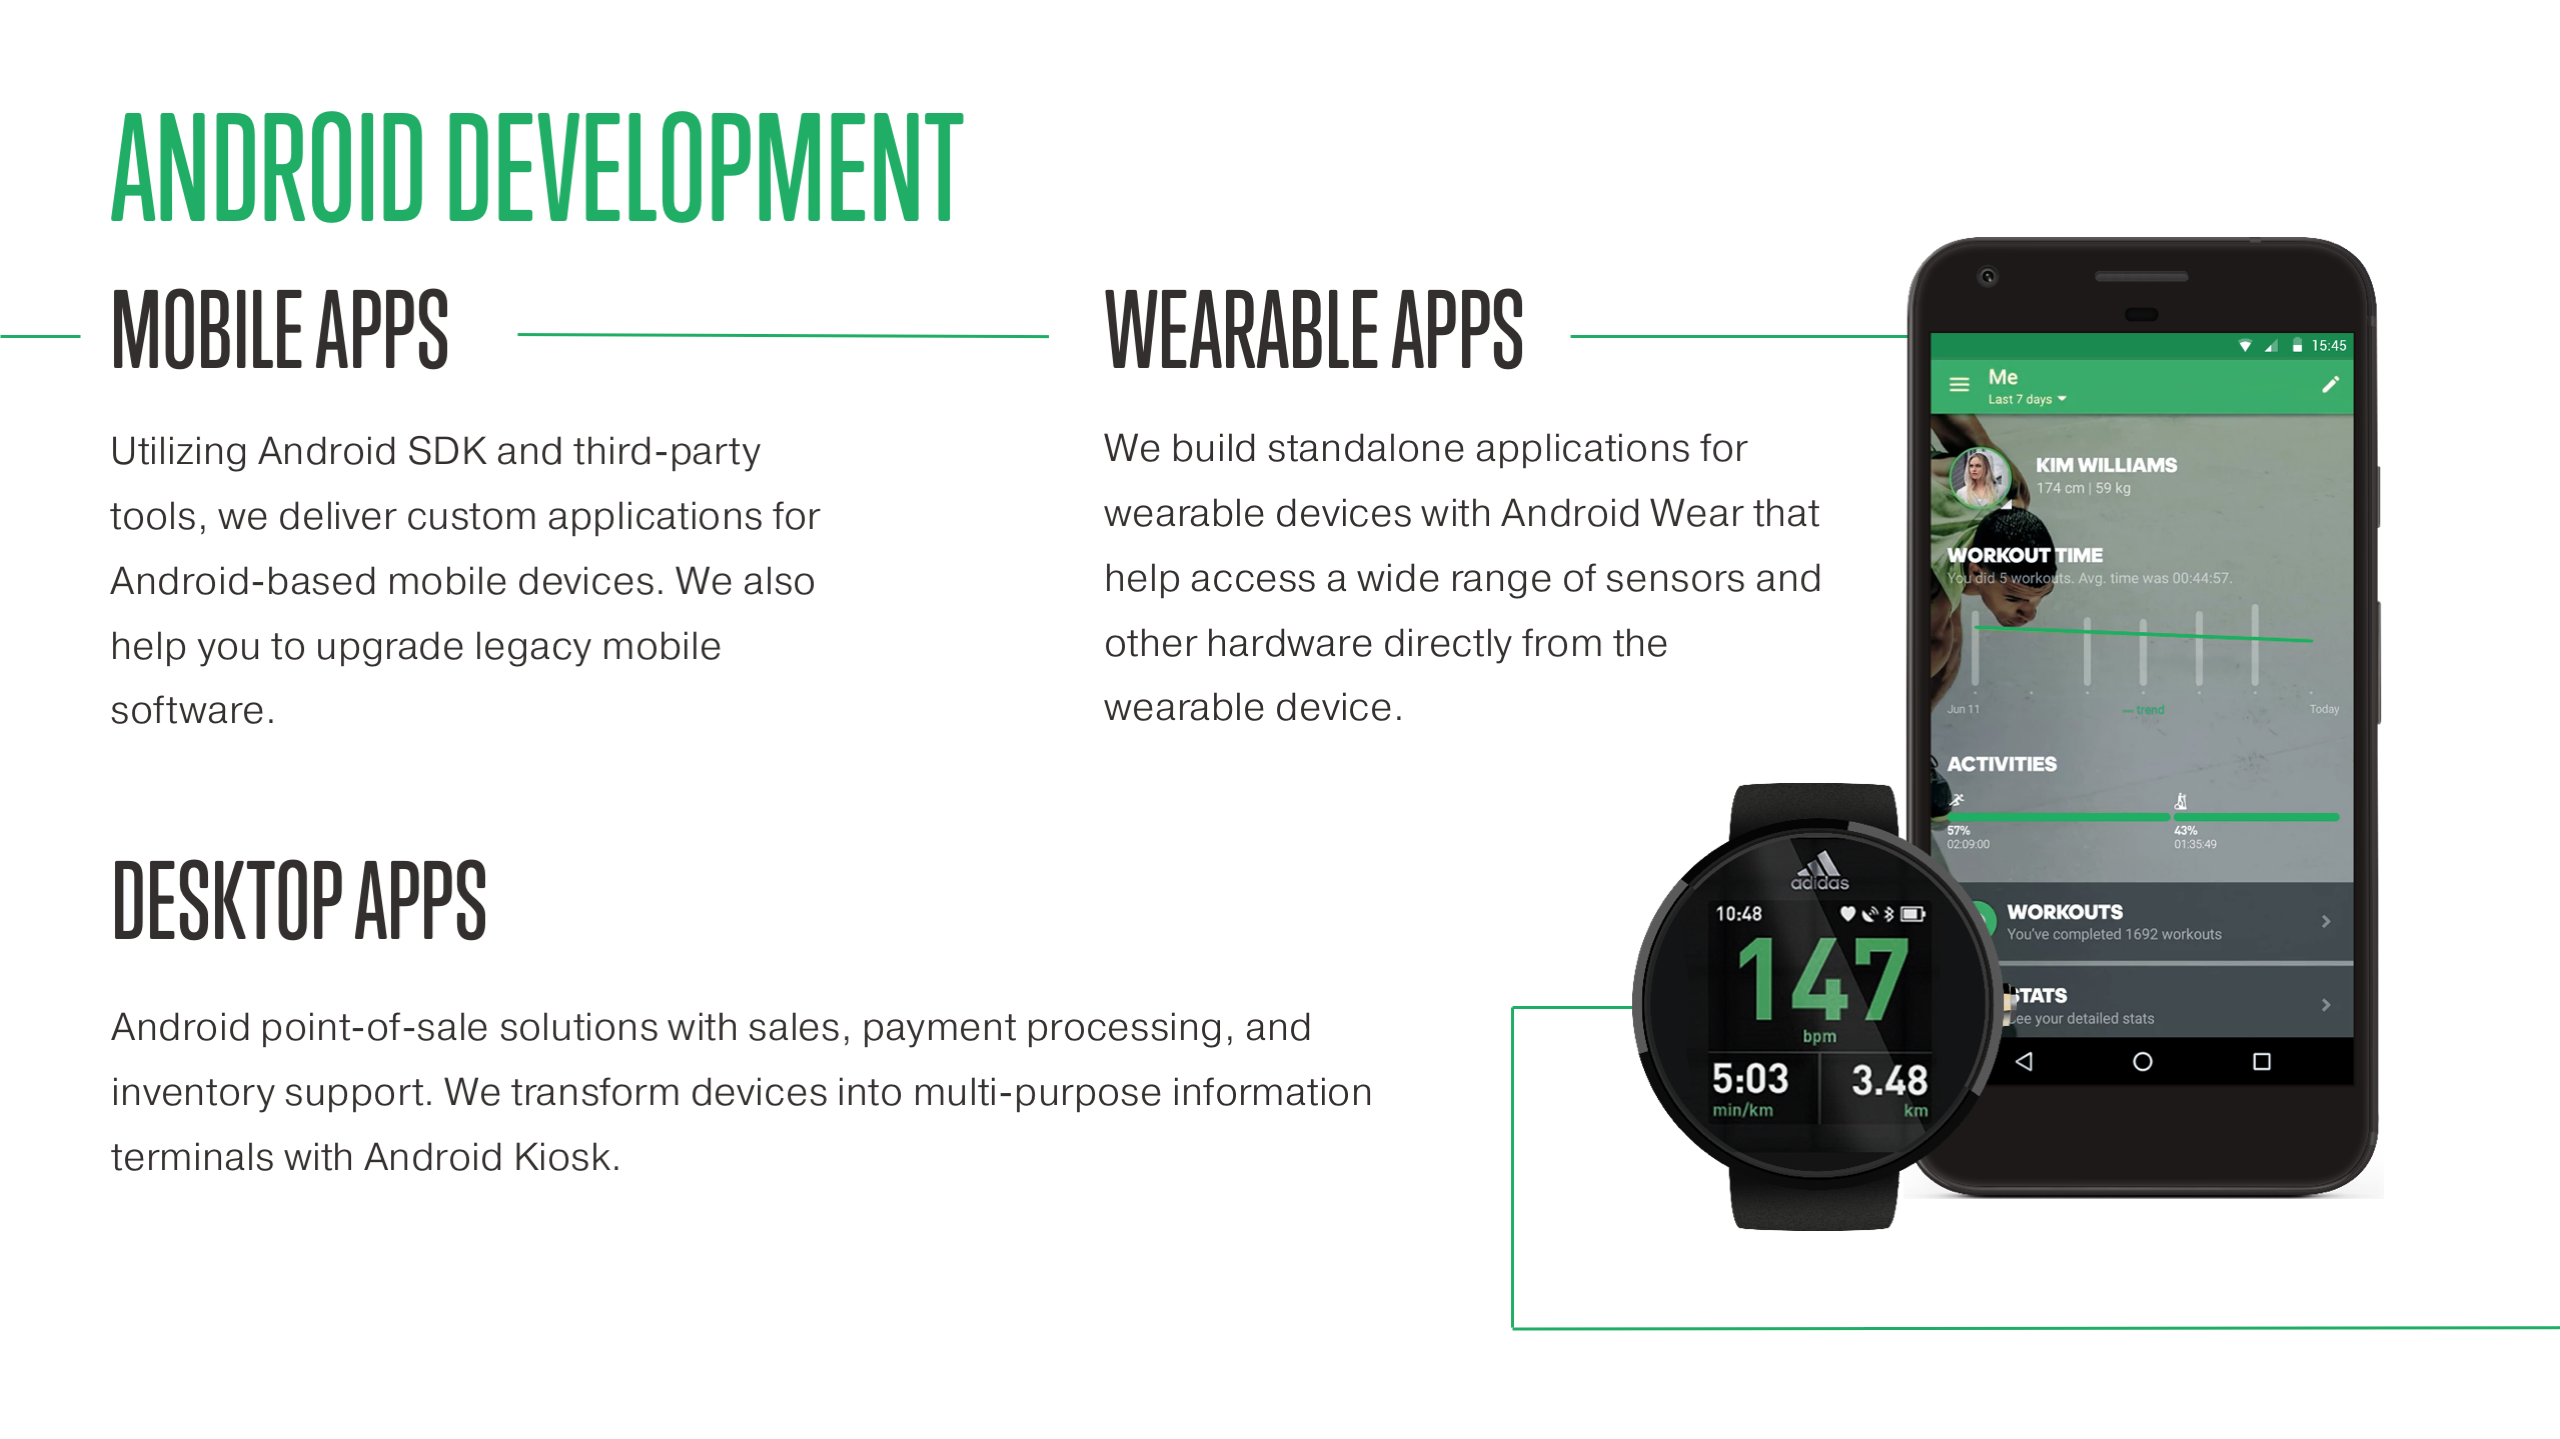 ANDROID DEVELOPMENT
MOBILE APPS
Utilizing Android SDK and third-party
tools, we deliver custom applications for
Android-based mobile devices. We also
help you to upgrade legacy mobile
software.
WEARABLE APPS
We build standalone applications for
wearable devices with Android Wear that
help access a wide range of sensors and
other hardware directly from the
wearable device.
DESKTOP APPS
Android point-of-sale solutions with sales, payment processing, and
inventory support. We transform devices into multi-purpose information
terminals with Android Kiosk.
adidas
10:48
147
bpm
5:03 3.48
min/km km
15:45
Me
Last 7 days
KIM WILLIAMS
174 cm | 59 kg
WORKOUT TIME
You did 5 workouts. Avg. time was 00:44:57.
Jun 11 — trend Today
ACTIVITIES
57% 43%
02:09:00 01:35:49
WORKOUTS
You've completed 1692 workouts
STATS
See your detailed stats